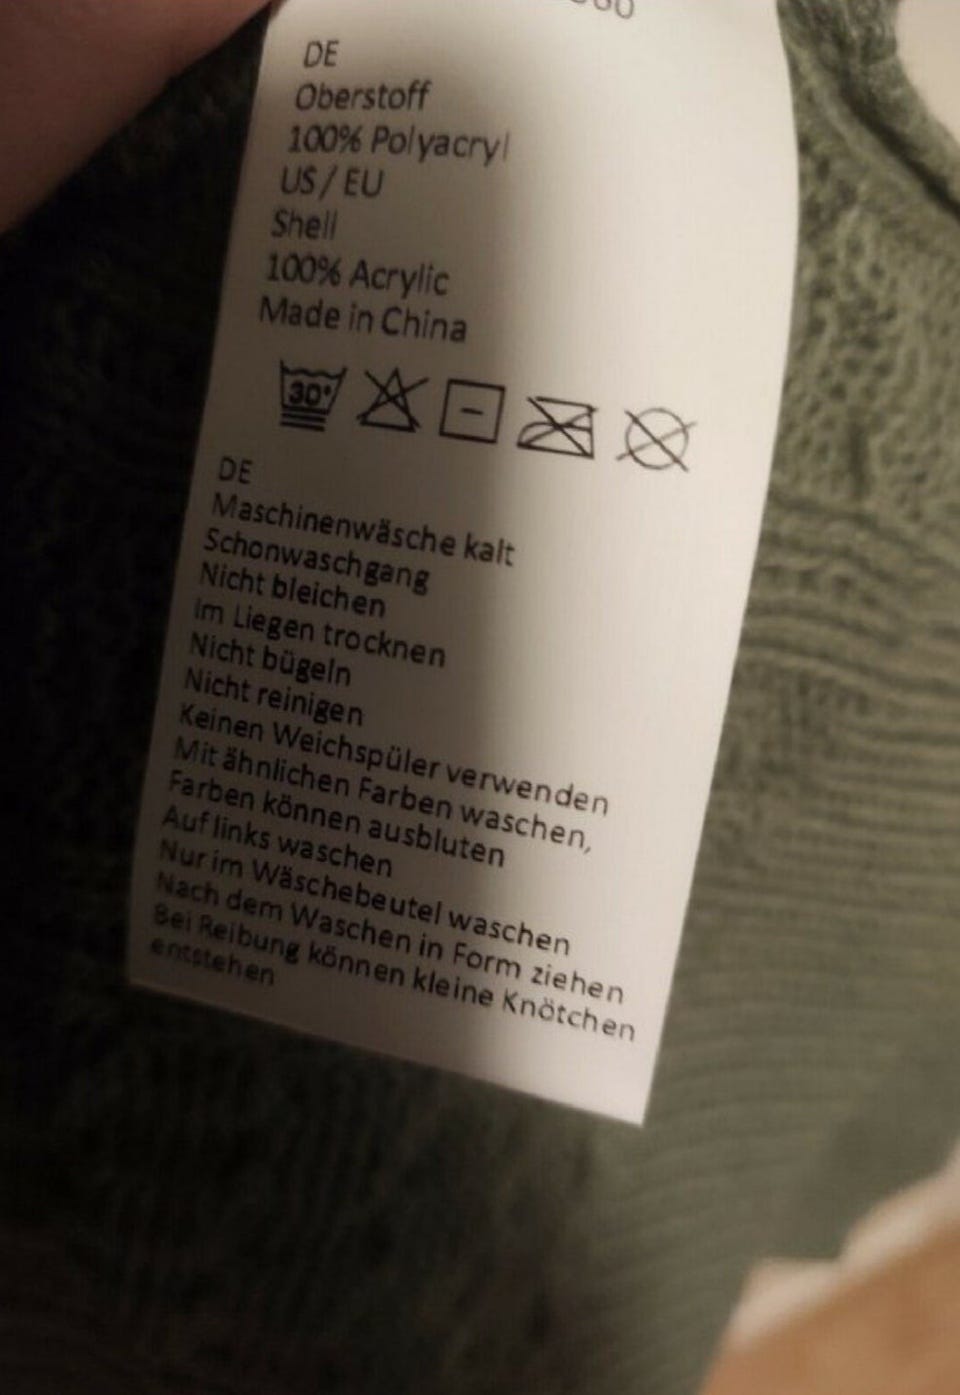 DE
Oberstoff
100% Polyacryl
US / EU
Shell
100% Acrylic
Made in China
30°
DE
Maschinenwäsche kalt
Schonwaschgang
Nicht bleichen
im Liegen trocknen
Nicht bügeln
Nicht reinigen
Keinen Weichspüler verwenden
Mit ähnlichen Farben waschen,
Farben können ausbluten
Auf links waschen
Nur im Wäschebeutel waschen
Nach dem Waschen in Form ziehen
Bei Reibung können kleine Knötchen
entstehen